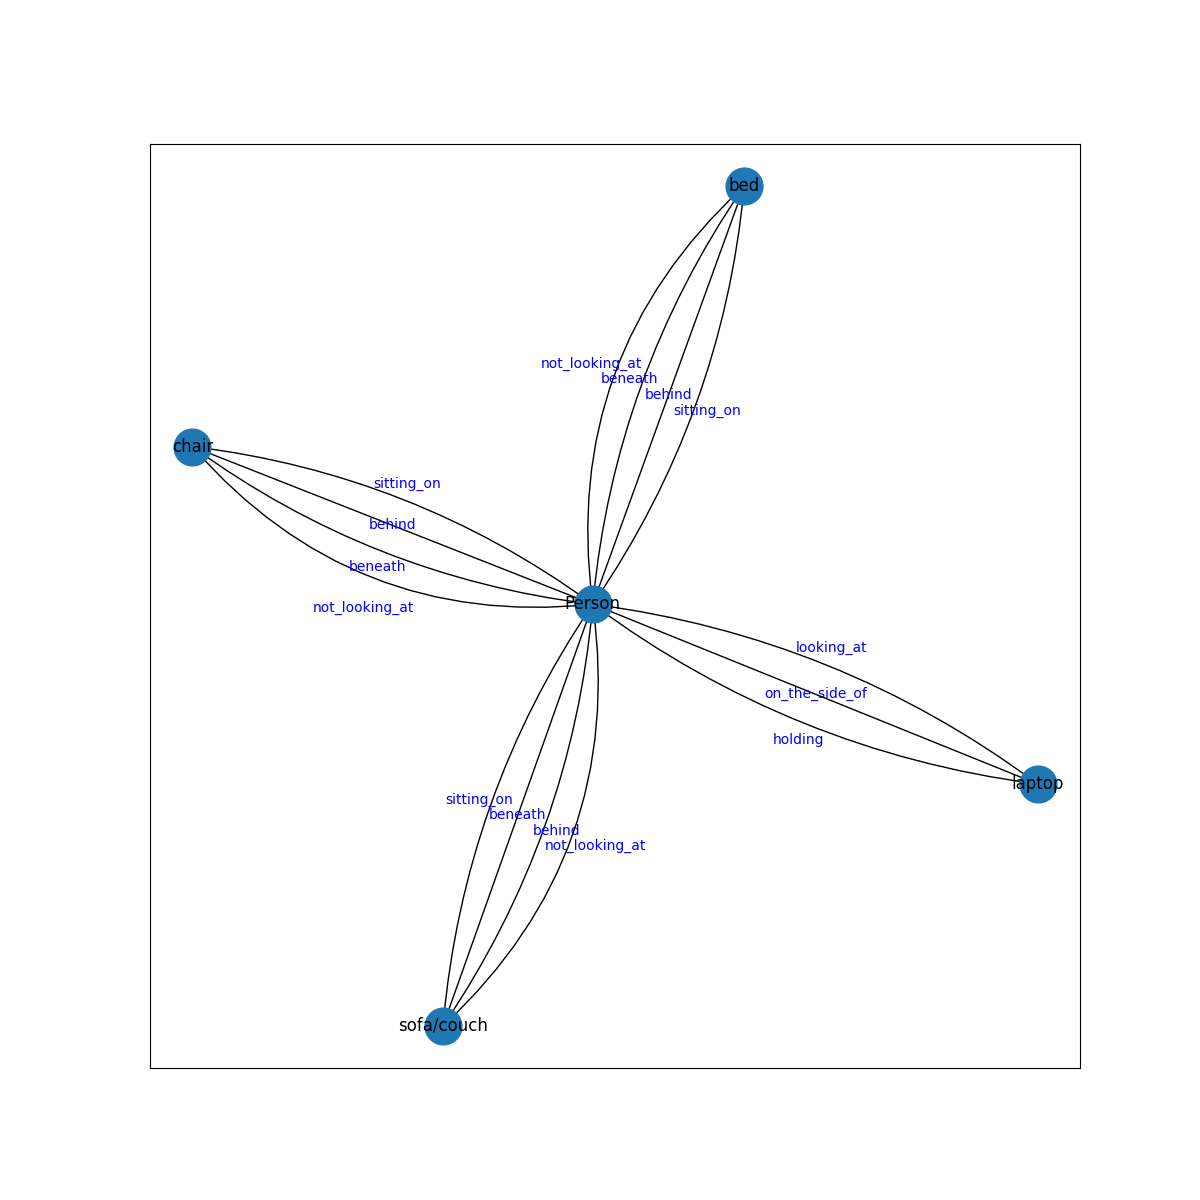 bed
not_looking_at
beneath
behind
sitting_on
chair
sitting_on
behind
beneath
not_looking_at
Person
looking_at
on_the_side_of
holding
laptop
sitting_on
beneath
behind
not_looking_at
sofa/couch